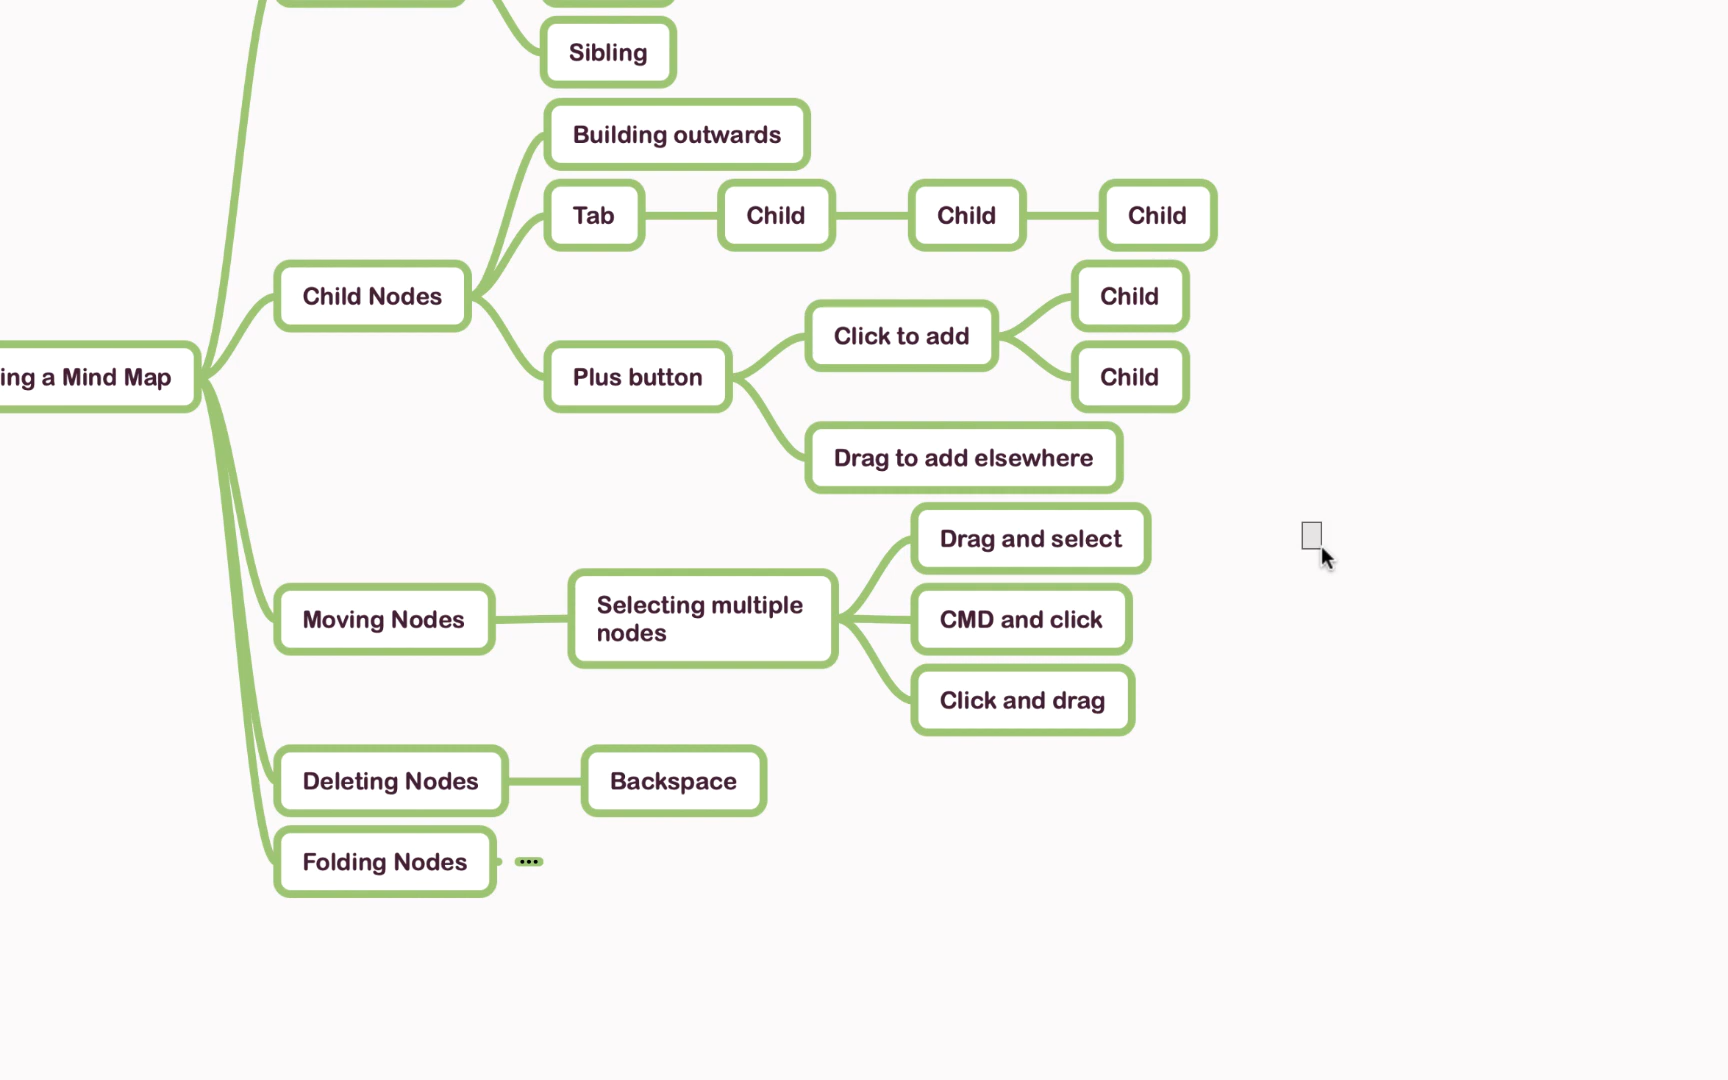 Sibling
Building outwards
Tab
Child
Child
Child
Child Nodes
Click to add
Child
Plus button
Child
Drag to add elsewhere
ing a Mind Map
Drag and select
Moving Nodes
Selecting multiple
nodes
CMD and click
Click and drag
Deleting Nodes
Backspace
Folding Nodes